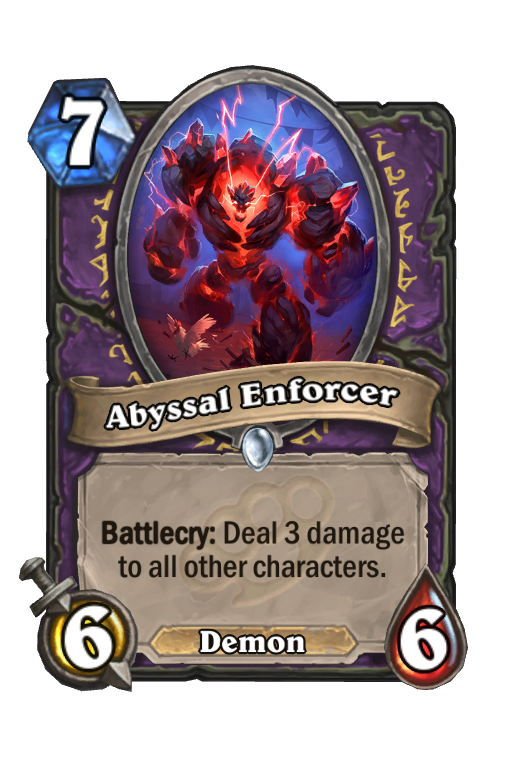 7
Abyssal Enforcer
Battlecry: Deal 3 damage
to all other characters.
6
Demon
6